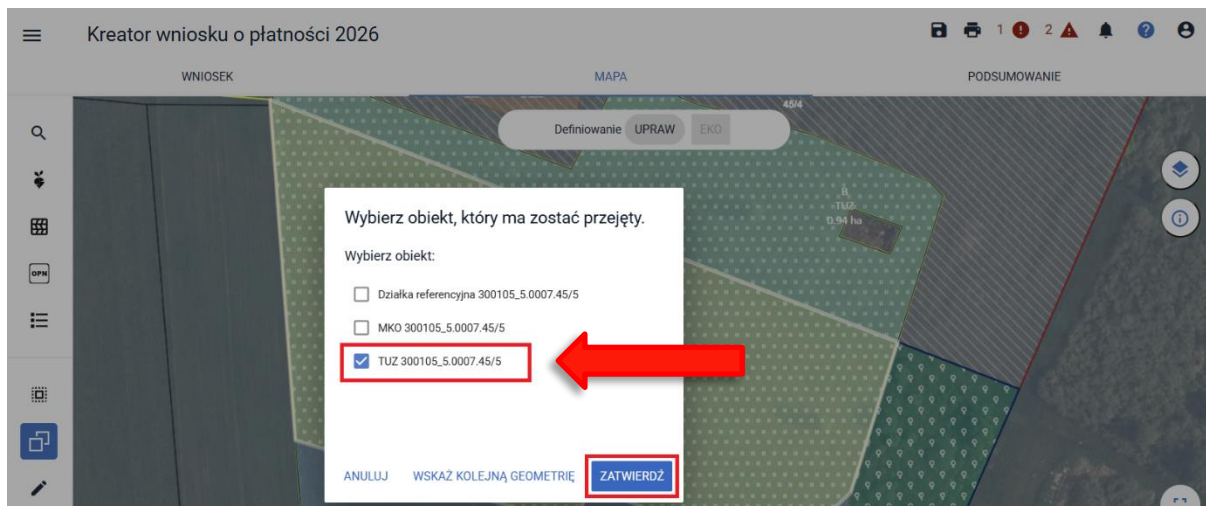 Kreator wniosku o płatności 2026
1
2
WNIOSEK
MAPA
PODSUMOWANIE
45/4
Definiowanie UPRAW EKO
B
TUZ
0.94 ha
OPN
Wybierz obiekt, który ma zostać przejęty.
Wybierz obiekt:
Działka referencyjna 300105_5.0007.45/5
MKO 300105_5.0007.45/5
TUZ 300105_5.0007.45/5
ANULUJ WSKAŻ KOLEJNĄ GEOMETRIĘ ZATWIERDŹ